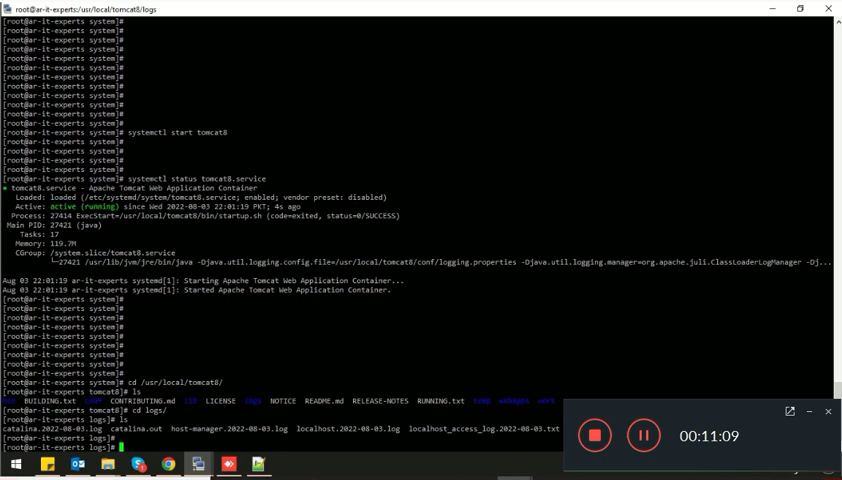 root@ar-it-experts:/usr/local/tomcat8/logs
[root@ar-it-experts system]#
[root@ar-it-experts system]#
[root@ar-it-experts system]#
[root@ar-it-experts system]#
[root@ar-it-experts system]#
[root@ar-it-experts system]#
[root@ar-it-experts system]#
[root@ar-it-experts system]#
[root@ar-it-experts system]#
[root@ar-it-experts system]#
[root@ar-it-experts system]#
[root@ar-it-experts system]#
[root@ar-it-experts system]# systemctl start tomcat8
[root@ar-it-experts system]#
[root@ar-it-experts system]#
[root@ar-it-experts system]#
[root@ar-it-experts system]#
[root@ar-it-experts system]# systemctl status tomcat8.service
● tomcat8.service - Apache Tomcat Web Application Container
Loaded: loaded (/etc/systemd/system/tomcat8.service; enabled; vendor preset: disabled)
Active: active (running) since Wed 2022-08-03 22:01:19 PKT; 4s ago
Process: 27414 ExecStart=/usr/local/tomcat8/bin/startup.sh (code=exited, status=0/SUCCESS)
Main PID: 27421 (java)
Tasks: 17
Memory: 119.7M
CGroup: /system.slice/tomcat8.service
└─27421 /usr/lib/jvm/jre/bin/java -Djava.util.logging.config.file=/usr/local/tomcat8/conf/logging.properties -Djava.util.logging.manager=org.apache.juli.ClassLoaderLogManager -Dj...
Aug 03 22:01:19 ar-it-experts systemd[1]: Starting Apache Tomcat Web Application Container...
Aug 03 22:01:19 ar-it-experts systemd[1]: Started Apache Tomcat Web Application Container.
[root@ar-it-experts system]#
[root@ar-it-experts system]#
[root@ar-it-experts system]#
[root@ar-it-experts system]#
[root@ar-it-experts system]#
[root@ar-it-experts system]#
[root@ar-it-experts system]#
[root@ar-it-experts system]#
[root@ar-it-experts system]#
[root@ar-it-experts system]# cd /usr/local/tomcat8/
[root@ar-it-experts tomcat8]# ls
BUILDING.txt conf CONTRIBUTING.md lib LICENSE logs NOTICE README.md RELEASE-NOTES RUNNING.txt temp webapps work
[root@ar-it-experts tomcat8]# cd logs/
[root@ar-it-experts logs]# ls
catalina.2022-08-03.log catalina.out host-manager.2022-08-03.log localhost.2022-08-03.log localhost_access_log.2022-08-03.txt
[root@ar-it-experts logs]#
[root@ar-it-experts logs]#
00:11:09